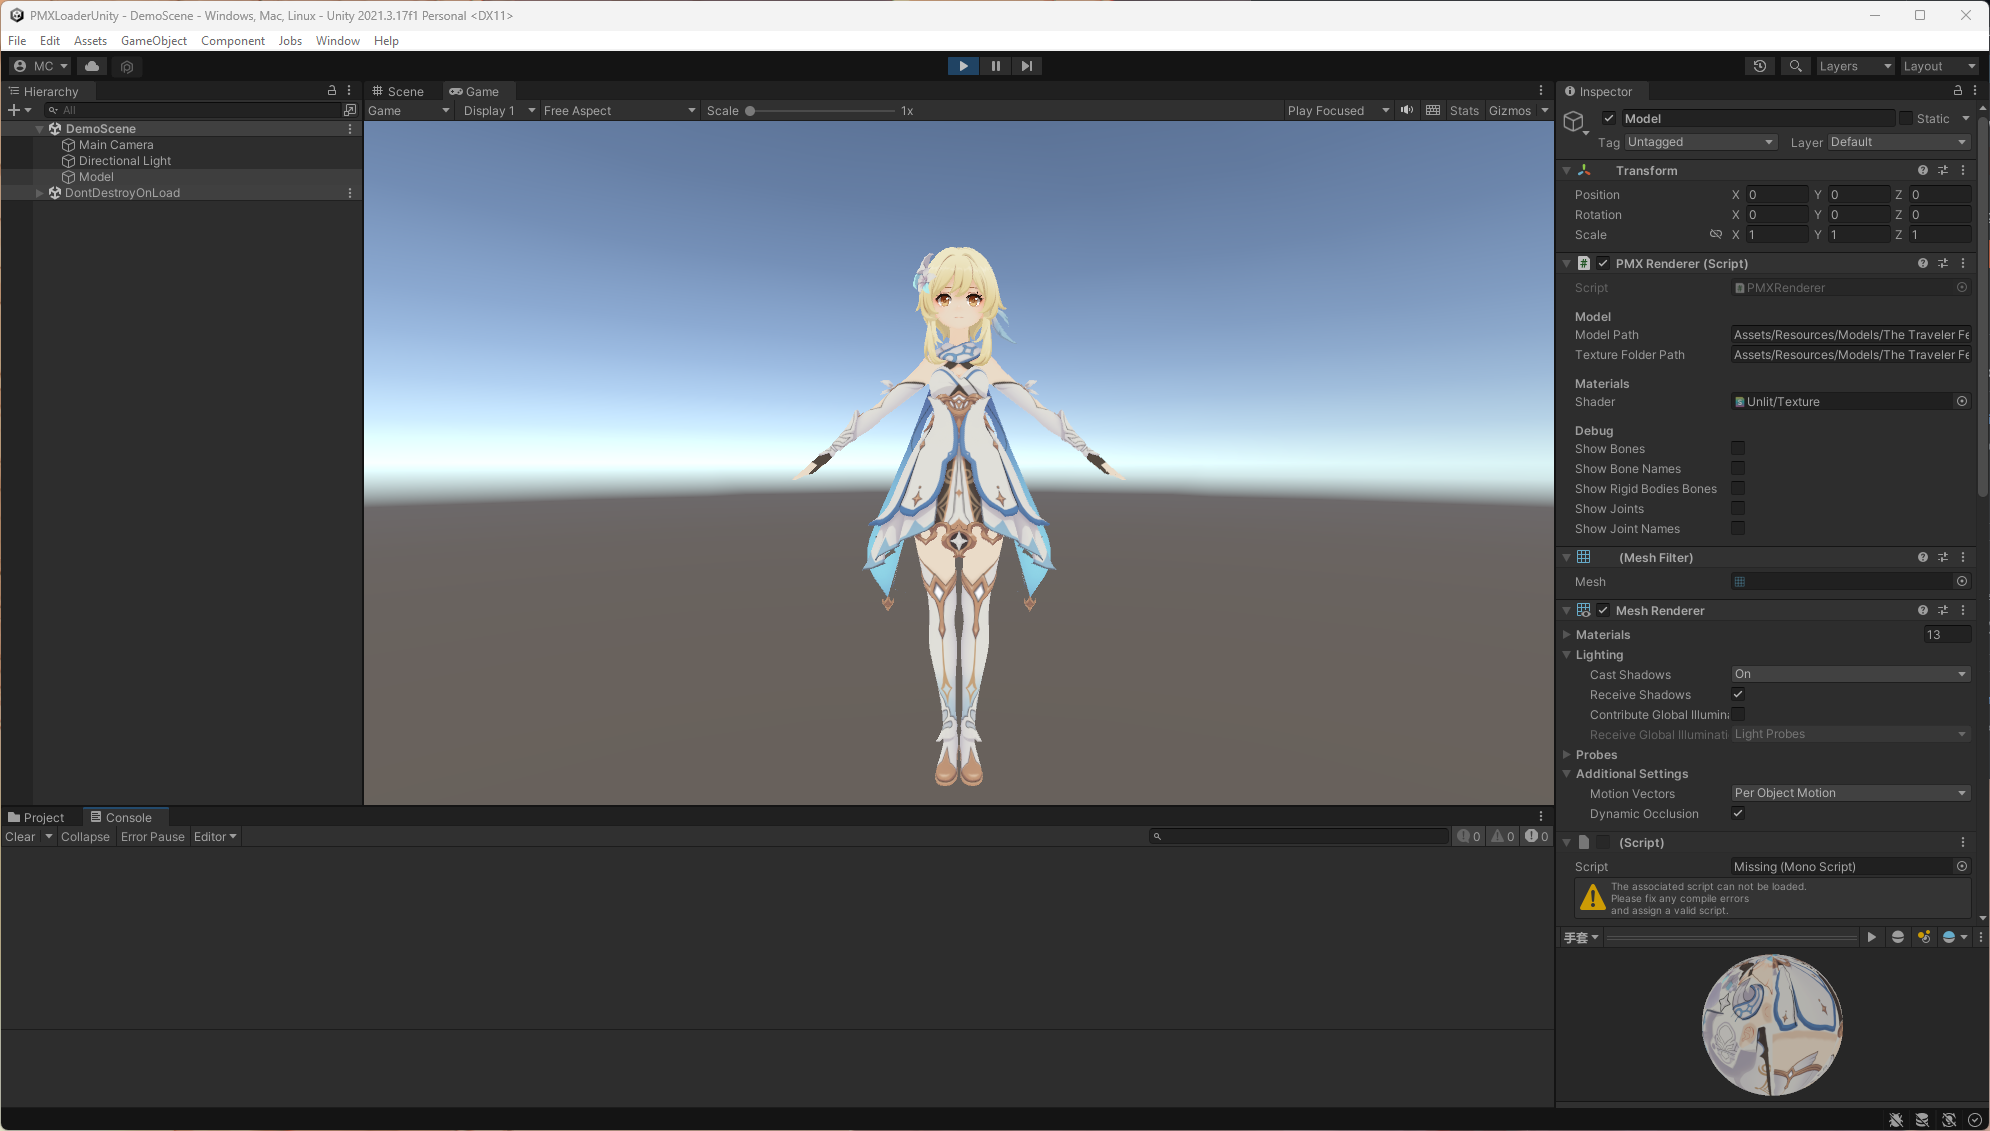 PMXLoaderUnity - DemoScene - Windows, Mac, Linux - Unity 2021.3.17f1 Personal <DX11>
File Edit Assets GameObject Component Jobs Window Help
MC
Layers Layout
Hierarchy
All
DemoScene
Main Camera
Directional Light
Model
DontDestroyOnLoad
Scene Game
Game Display 1 Free Aspect Scale 1x Play Focused Stats Gizmos
Inspector
Model Static
Tag Untagged Layer Default
Transform
Position X 0 Y 0 Z 0
Rotation X 0 Y 0 Z 0
Scale X 1 Y 1 Z 1
PMX Renderer (Script)
Script PMXRenderer
Model
Model Path Assets/Resources/Models/The Traveler Fe
Texture Folder Path Assets/Resources/Models/The Traveler Fe
Materials
Shader Unlit/Texture
Debug
Show Bones
Show Bone Names
Show Rigid Bodies Bones
Show Joints
Show Joint Names
(Mesh Filter)
Mesh
Mesh Renderer
Materials 13
Lighting
Cast Shadows On
Receive Shadows
Contribute Global Illumina
Receive Global Illuminati Light Probes
Probes
Additional Settings
Motion Vectors Per Object Motion
Dynamic Occlusion
(Script)
Script Missing (Mono Script)
The associated script can not be loaded.
Please fix any compile errors
and assign a valid script.
手套
Project Console
Clear Collapse Error Pause Editor
0 0 0